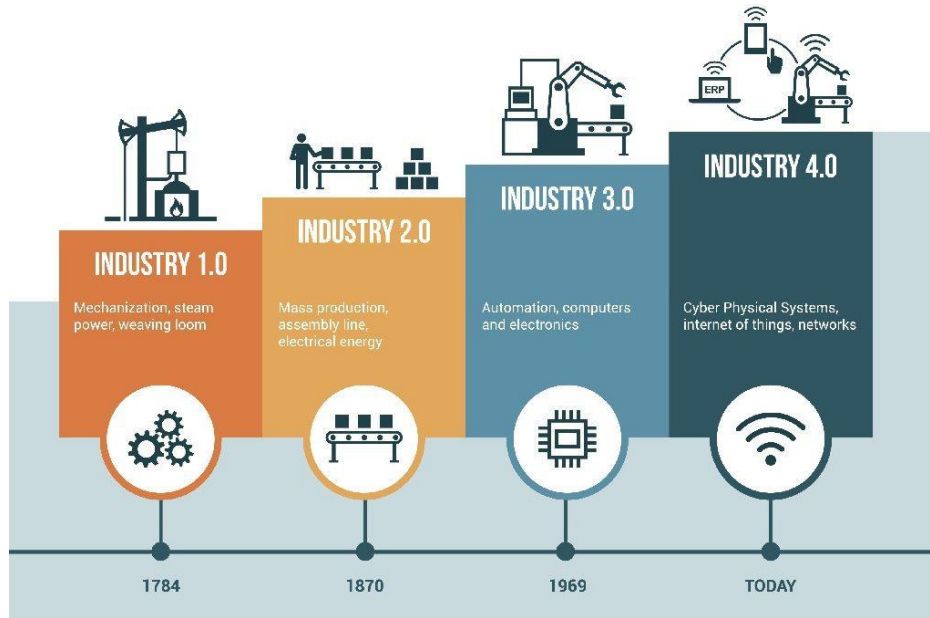 ERP
INDUSTRY 1.0
Mechanization, steam
power, weaving loom
INDUSTRY 2.0
Mass production,
assembly line,
electrical energy
INDUSTRY 3.0
Automation, computers
and electronics
INDUSTRY 4.0
Cyber Physical Systems,
internet of things, networks
1784
1870
1969
TODAY